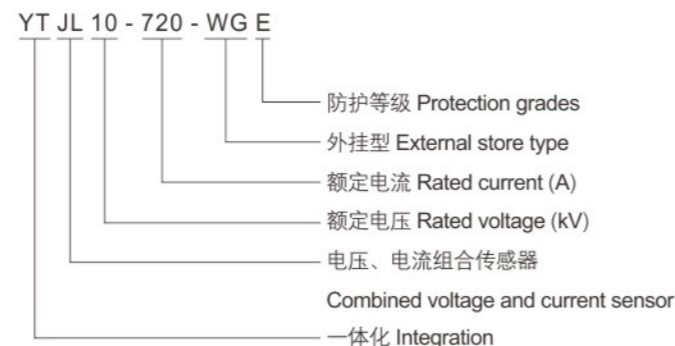 YT JL 10 - 720 - WG E
防护等级 Protection grades
外挂型 External store type
额定电流 Rated current (A)
额定电压 Rated voltage (kV)
电压、电流组合传感器
Combined voltage and current sensor
一体化 Integration